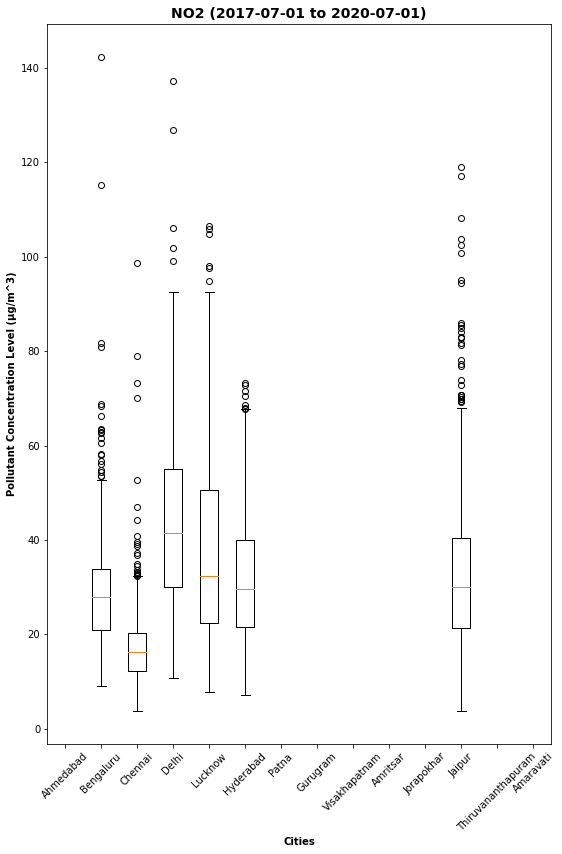 NO2 (2017-07-01 to 2020-07-01)
Pollutant Concentration Level (µg/m^3)
140
120
100
80
60
40
20
0
Ahmedabad
Bengaluru
Chennai
Delhi
Lucknow
Hyderabad
Patna
Gurugram
Visakhapatnam
Amritsar
Jorapokhar
Jaipur
Thiruvananthapuram
Amaravati
Cities